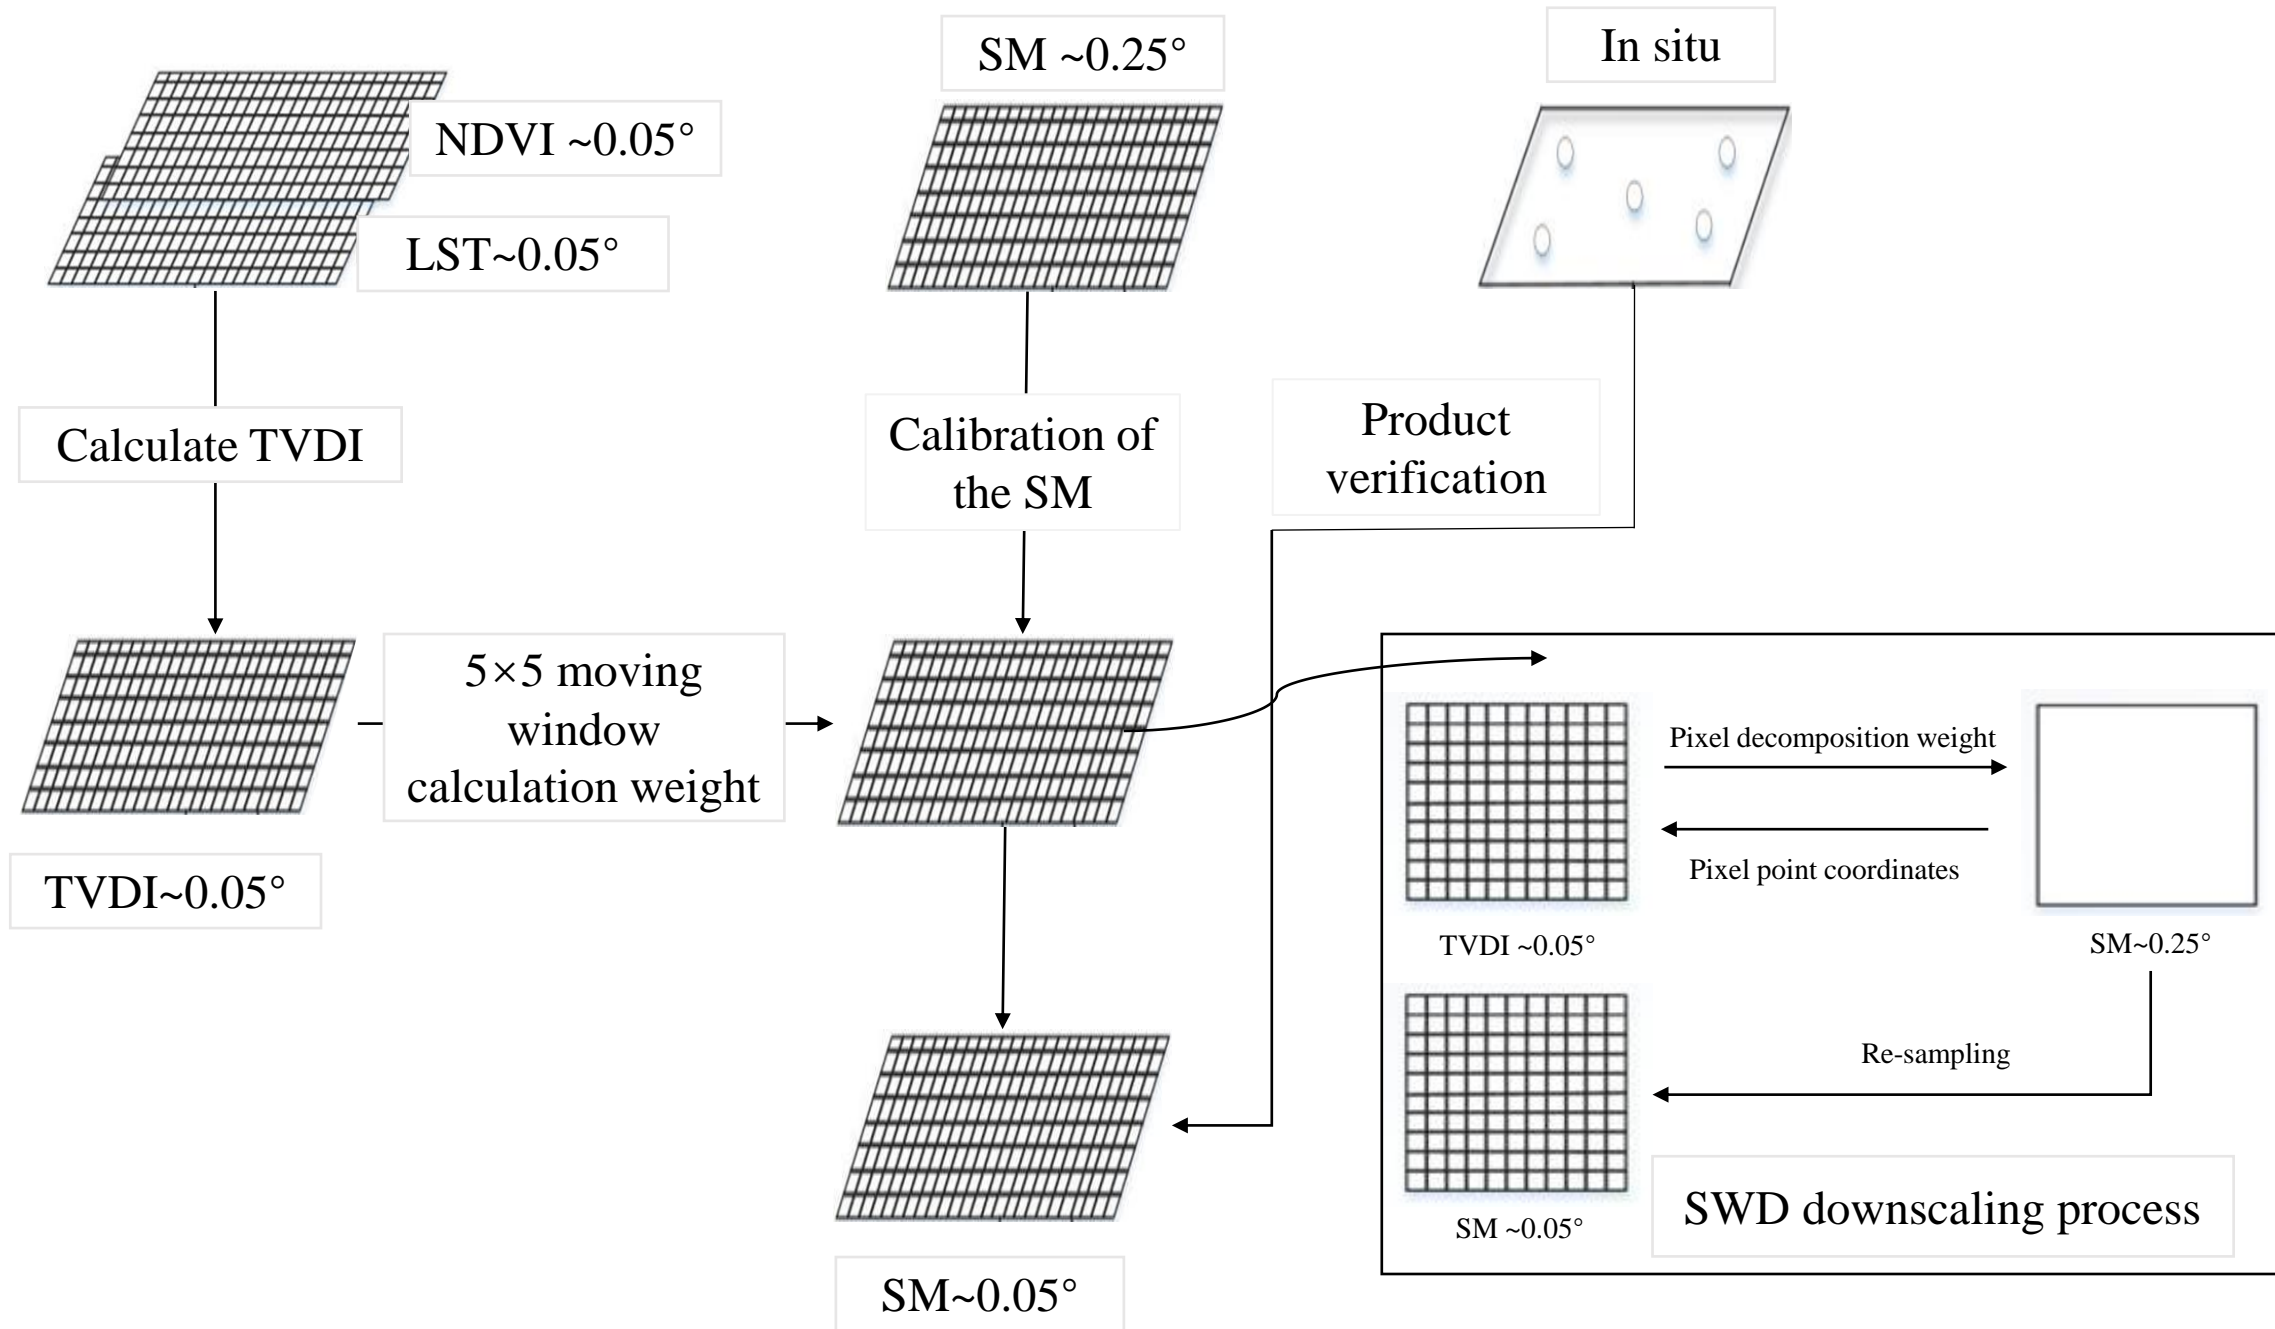 SM ~0.25°
In situ
NDVI ~0.05°
LST~0.05°
Calculate TVDI
Calibration of
the SM
Product
verification
5×5 moving
window
calculation weight
TVDI~0.05°
SM~0.05°
Pixel decomposition weight
Pixel point coordinates
TVDI ~0.05°
SM~0.25°
Re-sampling
SM ~0.05°
SWD downscaling process